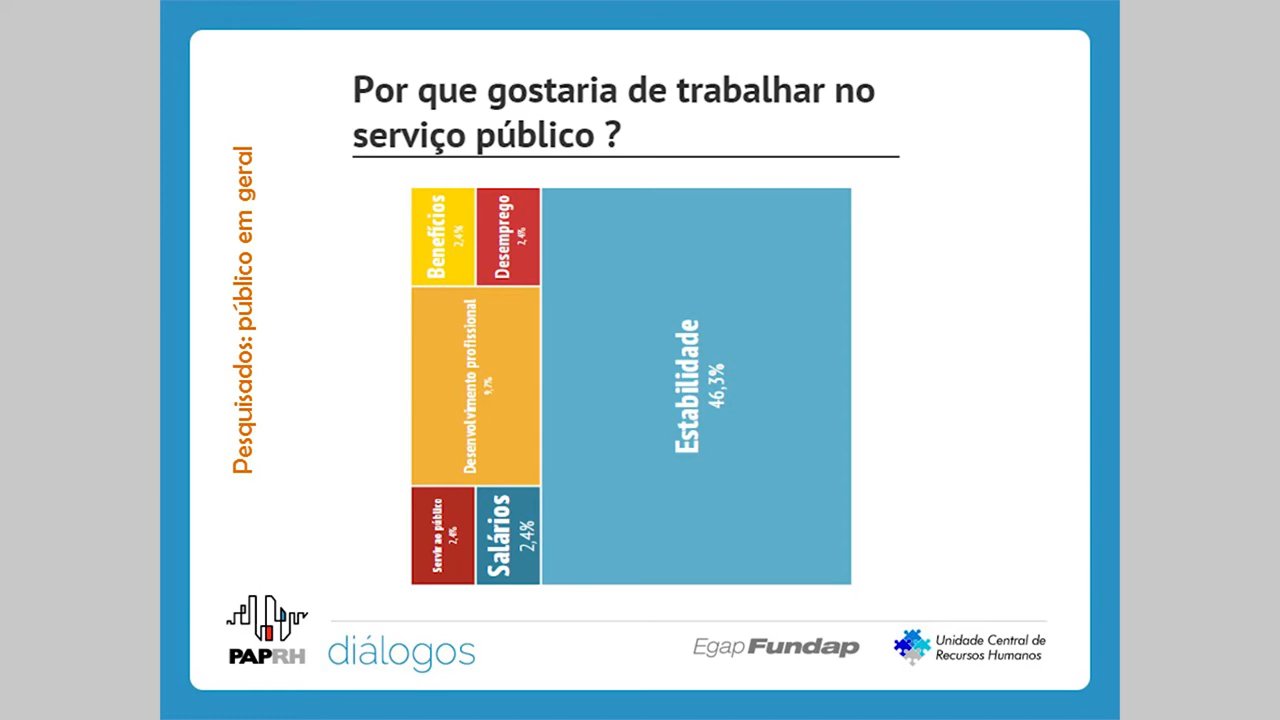 Por que gostaria de trabalhar no
serviço público ?
Pesquisados: público em geral
Benefícios
2,4%
Desemprego
2,4%
Desenvolvimento profissional
9,7%
Estabilidade
46,3%
Servir ao público
2,4%
Salários
2,4%
PAPRH
diálogos
Egap Fundap
Unidade Central de
Recursos Humanos